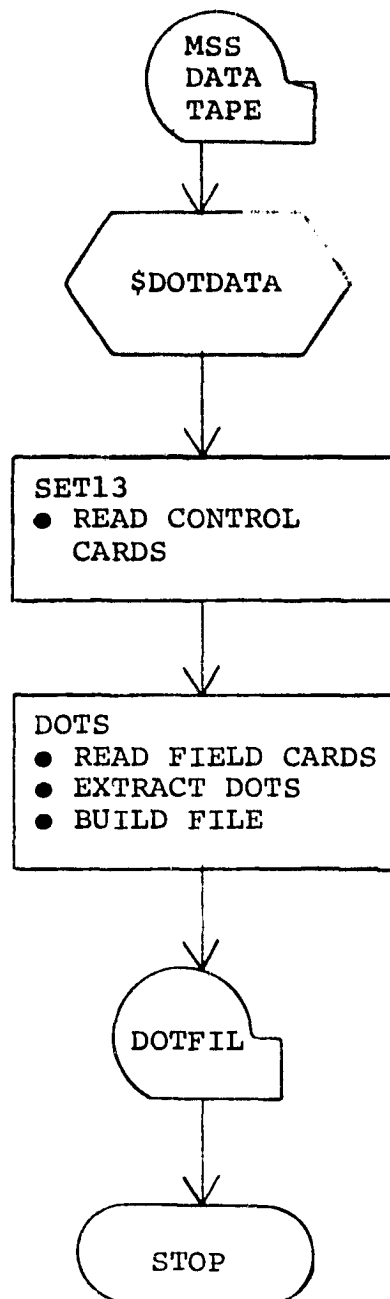 MSS
DATA
TAPE
$DOTDATA
SET13
● READ CONTROL
CARDS
DOTS
● READ FIELD CARDS
● EXTRACT DOTS
● BUILD FILE
DOTFIL
STOP